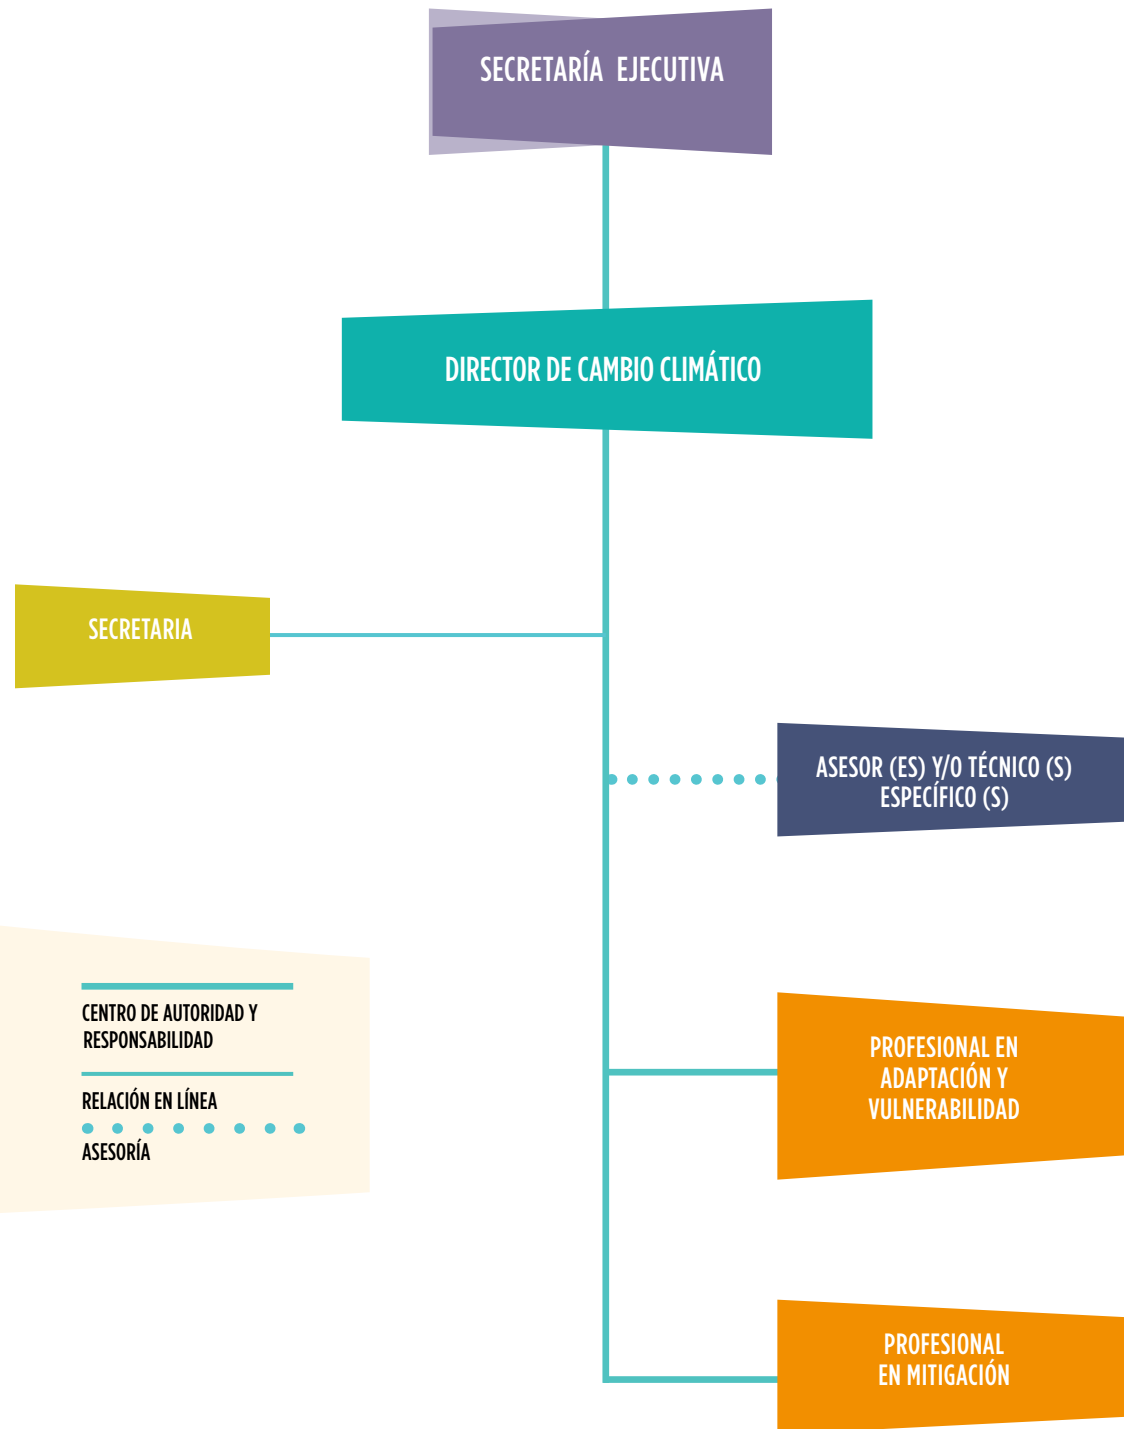 SECRETARÍA EJECUTIVA
DIRECTOR DE CAMBIO CLIMÁTICO
SECRETARIA
ASESOR (ES) Y/O TÉCNICO (S)
ESPECÍFICO (S)
CENTRO DE AUTORIDAD Y
RESPONSABILIDAD
RELACIÓN EN LÍNEA
ASESORÍA
PROFESIONAL EN
ADAPTACIÓN Y
VULNERABILIDAD
PROFESIONAL
EN MITIGACIÓN